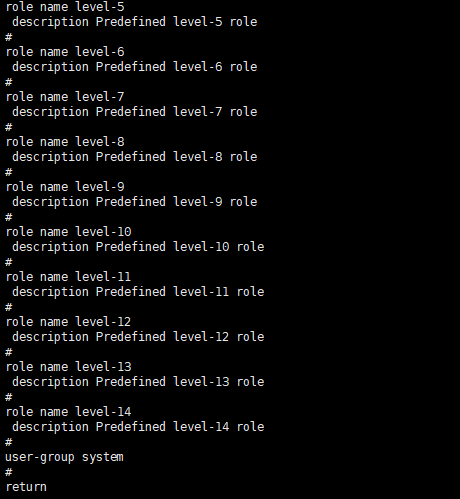 role name level-5
 description Predefined level-5 role
#
role name level-6
 description Predefined level-6 role
#
role name level-7
 description Predefined level-7 role
#
role name level-8
 description Predefined level-8 role
#
role name level-9
 description Predefined level-9 role
#
role name level-10
 description Predefined level-10 role
#
role name level-11
 description Predefined level-11 role
#
role name level-12
 description Predefined level-12 role
#
role name level-13
 description Predefined level-13 role
#
role name level-14
 description Predefined level-14 role
#
user-group system
#
return